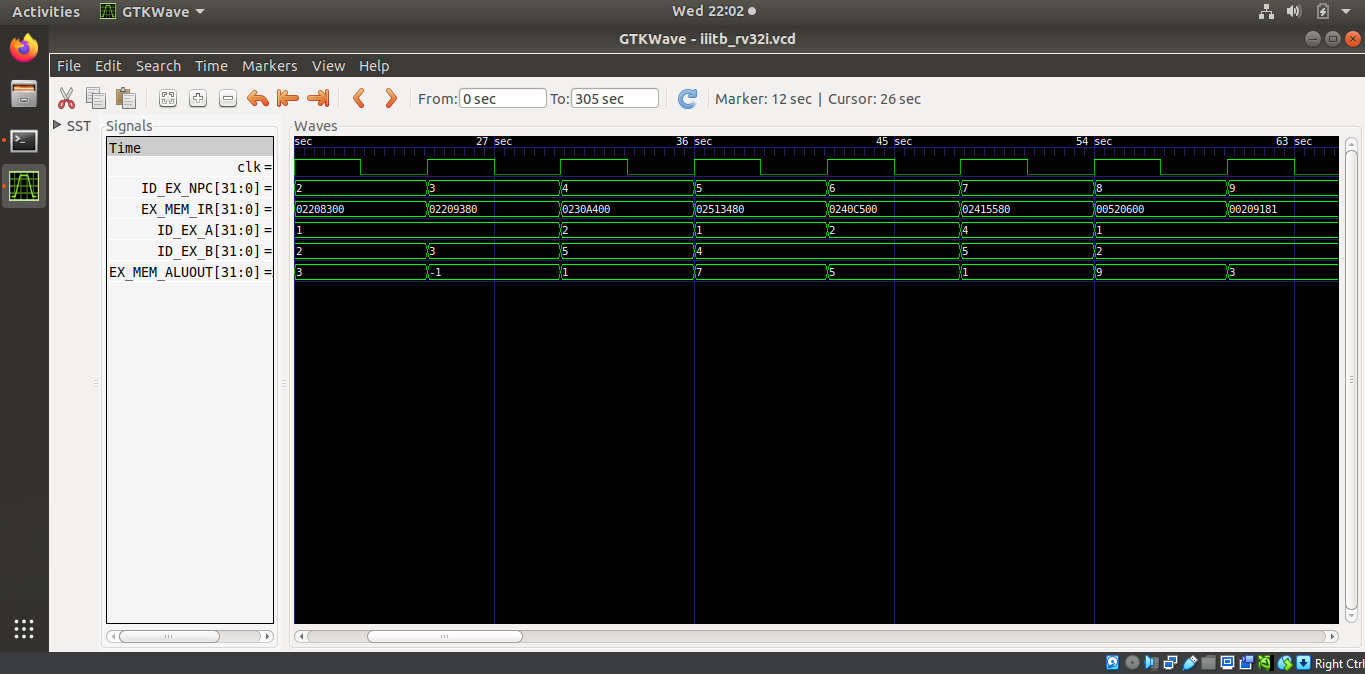 Activities GTKWave Wed 22:02
GTKWave - iiitb_rv32i.vcd
File Edit Search Time Markers View Help
From: 0 sec To: 305 sec Marker: 12 sec | Cursor: 26 sec
SST Signals Waves
Time sec 27 sec 36 sec 45 sec 54 sec 63 sec
clk =
ID_EX_NPC[31:0] = 2 3 4 5 6 7 8 9
EX_MEM_IR[31:0] = 02208300 02209380 0230A400 02513480 0240C500 02415580 00520600 00209181
ID_EX_A[31:0] = 1 2 1 2 4 1
ID_EX_B[31:0] = 2 3 5 4 5 2
EX_MEM_ALUOUT[31:0] = 3 -1 1 7 5 1 9 3
Right Ctrl